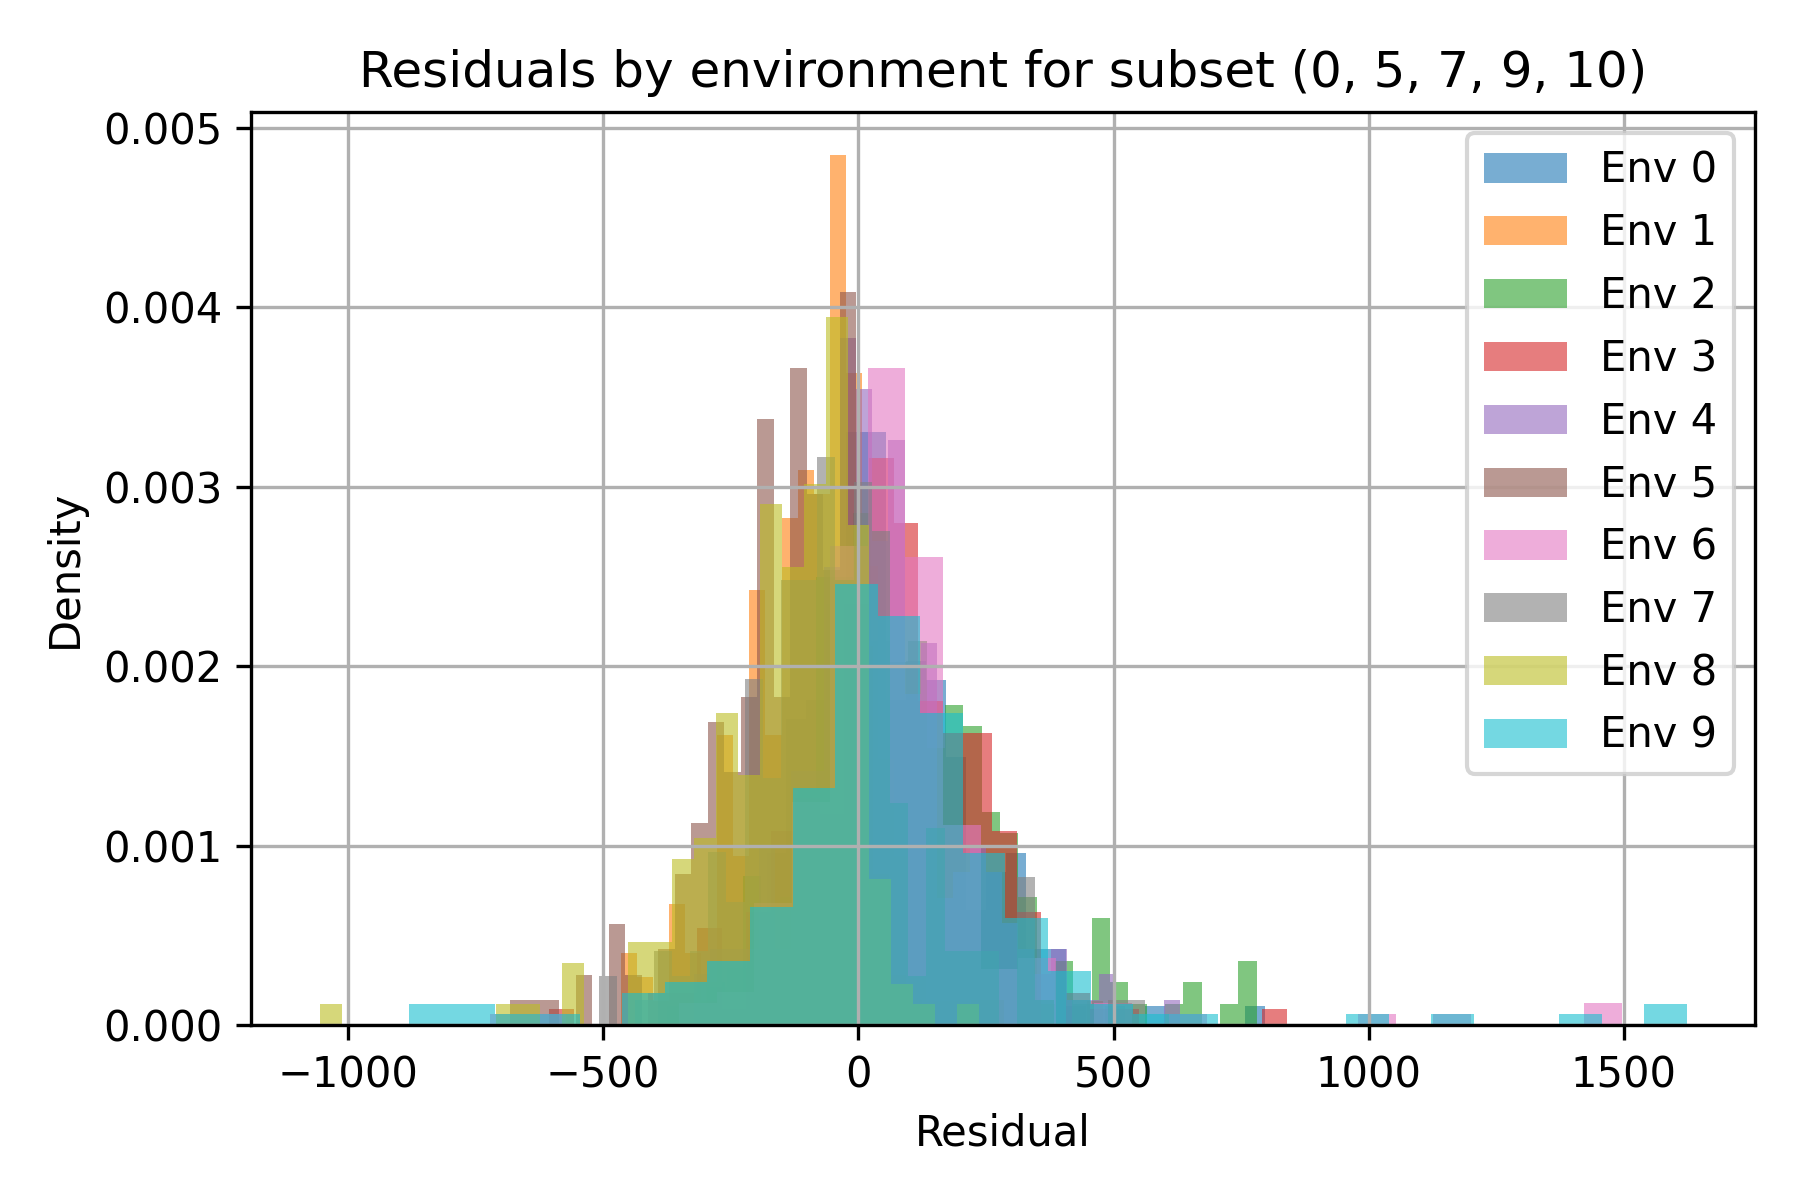 Residuals by environment for subset (0, 5, 7, 9, 10)
0.005
0.004
0.003
0.002
0.001
0.000
Density
−1000
−500
0
500
1000
1500
Residual
Env 0
Env 1
Env 2
Env 3
Env 4
Env 5
Env 6
Env 7
Env 8
Env 9